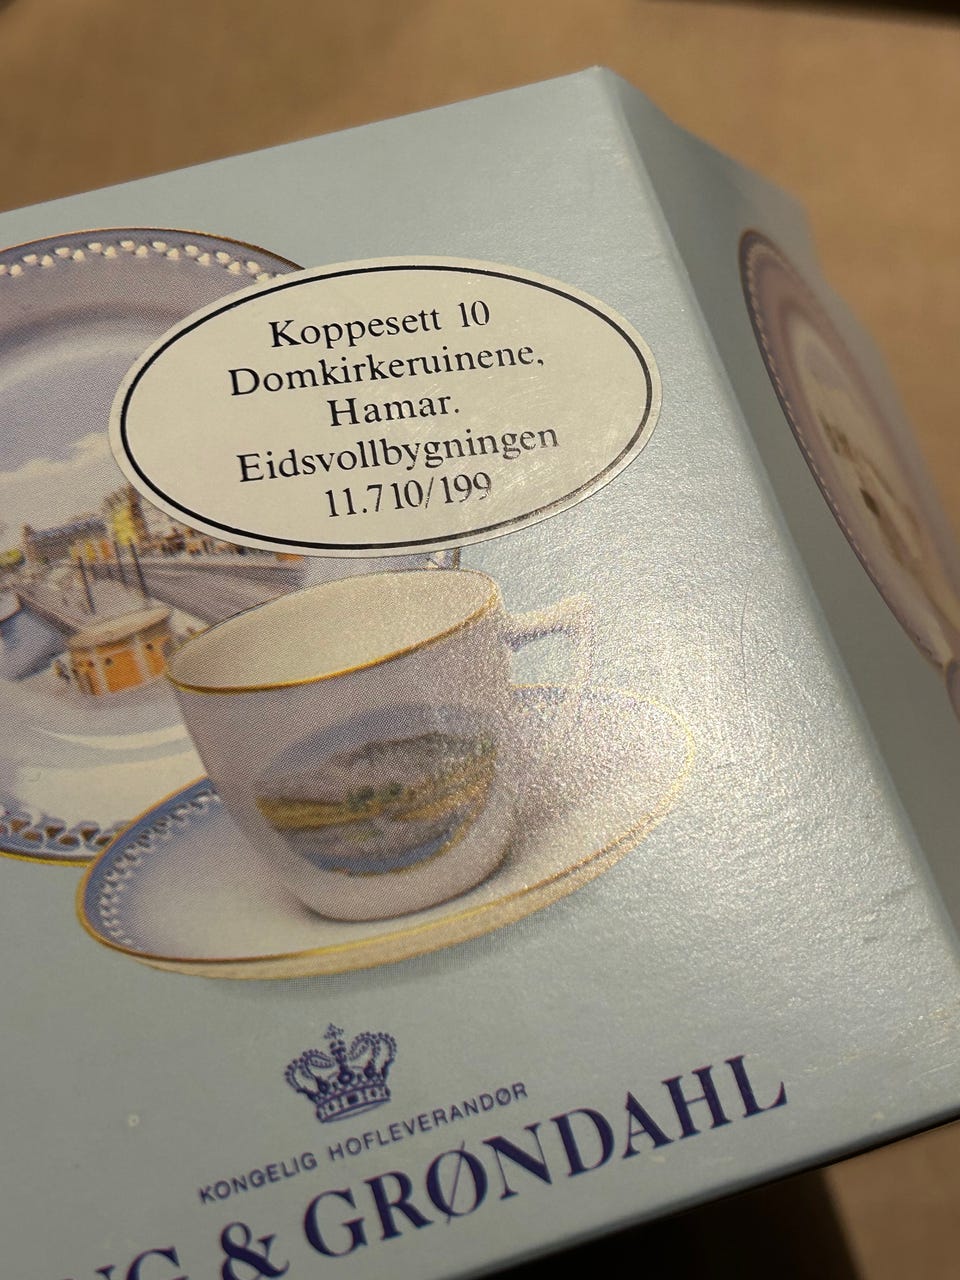 Koppesett 10
Domkirkeruinene,
Hamar.
Eidsvollbygningen
11.710/199
KONGELIG HOFLEVERANDØR
& GRØNDAHL